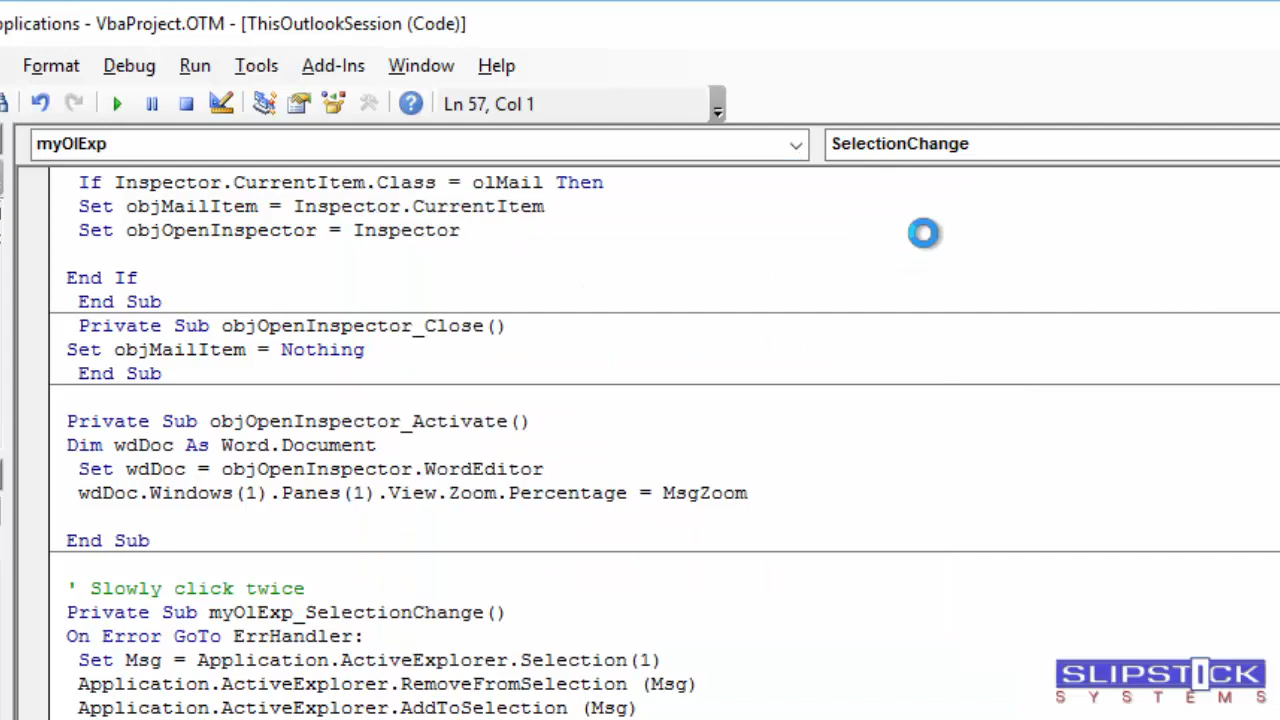 pplications - VbaProject.OTM - [ThisOutlookSession (Code)]
Format Debug Run Tools Add-Ins Window Help
Ln 57, Col 1
myOlExp SelectionChange
If Inspector.CurrentItem.Class = olMail Then
Set objMailItem = Inspector.CurrentItem
Set objOpenInspector = Inspector
End If
End Sub
Private Sub objOpenInspector_Close()
Set objMailItem = Nothing
End Sub
Private Sub objOpenInspector_Activate()
Dim wdDoc As Word.Document
Set wdDoc = objOpenInspector.WordEditor
wdDoc.Windows(1).Panes(1).View.Zoom.Percentage = MsgZoom
End Sub
' Slowly click twice
Private Sub myOlExp_SelectionChange()
On Error GoTo ErrHandler:
Set Msg = Application.ActiveExplorer.Selection(1)
Application.ActiveExplorer.RemoveFromSelection (Msg)
Application.ActiveExplorer.AddToSelection (Msg)
SLIPSTICK
SYSTEMS